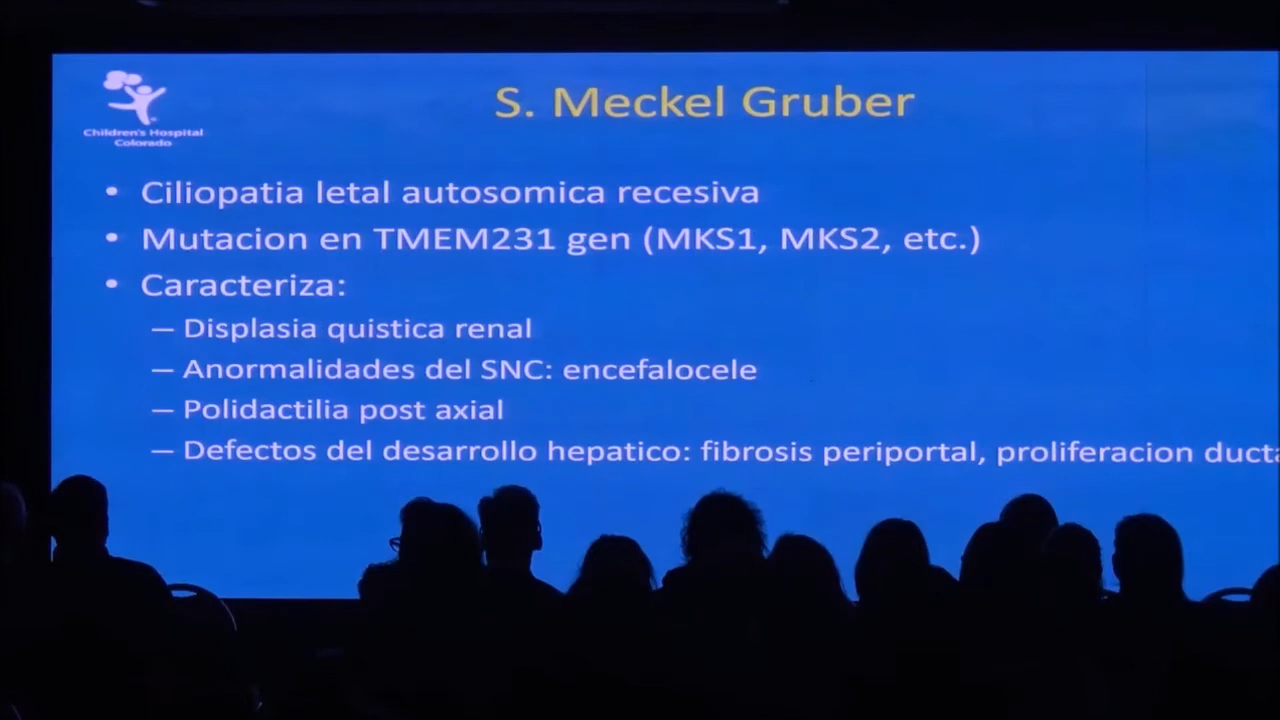 S. Meckel Gruber
Children's Hospital
Colorado
• Ciliopatia letal autosomica recesiva
• Mutacion en TMEM231 gen (MKS1, MKS2, etc.)
• Caracteriza:
– Displasia quistica renal
– Anormalidades del SNC: encefalocele
– Polidactilia post axial
– Defectos del desarrollo hepatico: fibrosis periportal, proliferacion